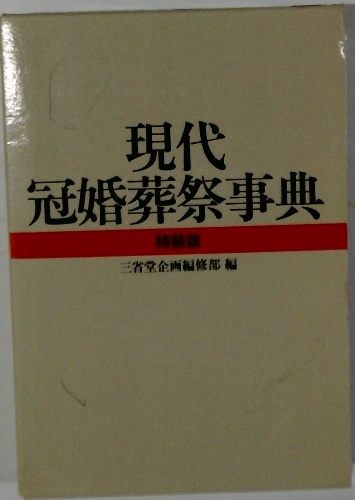 現代
冠婚葬祭事典
特装版
三省堂企画編修部 編